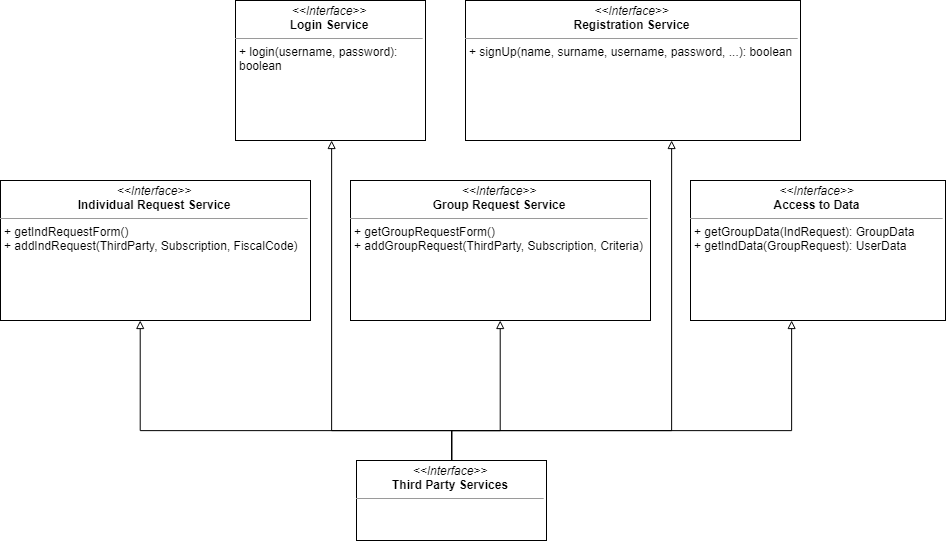 <<Interface>>
Login Service
+ login(username, password):
boolean
<<Interface>>
Registration Service
+ signUp(name, surname, username, password, ...): boolean
<<Interface>>
Individual Request Service
+ getIndRequestForm()
+ addIndRequest(ThirdParty, Subscription, FiscalCode)
<<Interface>>
Group Request Service
+ getGroupRequestForm()
+ addGroupRequest(ThirdParty, Subscription, Criteria)
<<Interface>>
Access to Data
+ getGroupData(IndRequest): GroupData
+ getIndData(GroupRequest): UserData
<<Interface>>
Third Party Services